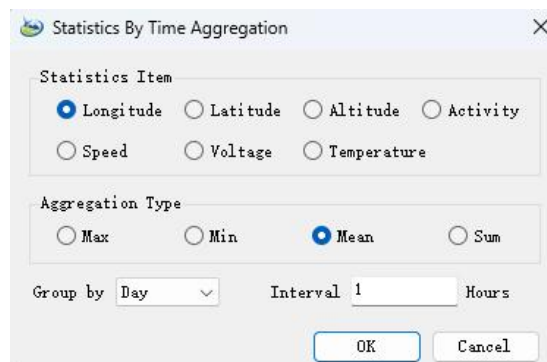 Statistics By Time Aggregation
Statistics Item
Longitude Latitude Altitude Activity
Speed Voltage Temperature
Aggregation Type
Max Min Mean Sum
Group by Day Interval 1 Hours
OK Cancel